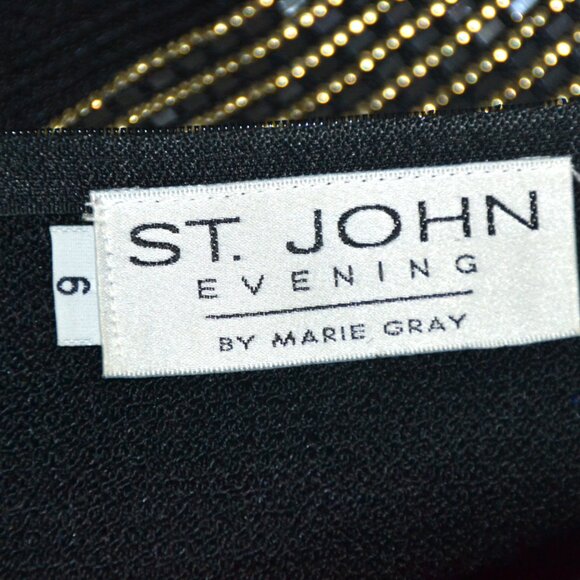 6
ST. JOHN
EVENING
BY MARIE GRAY